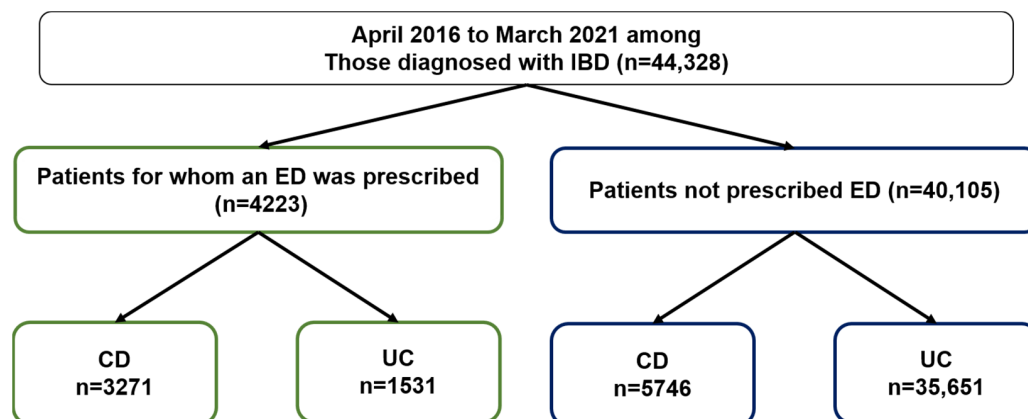 April 2016 to March 2021 among
Those diagnosed with IBD (n=44,328)
Patients for whom an ED was prescribed
(n=4223)
Patients not prescribed ED (n=40,105)
CD
n=3271
UC
n=1531
CD
n=5746
UC
n=35,651